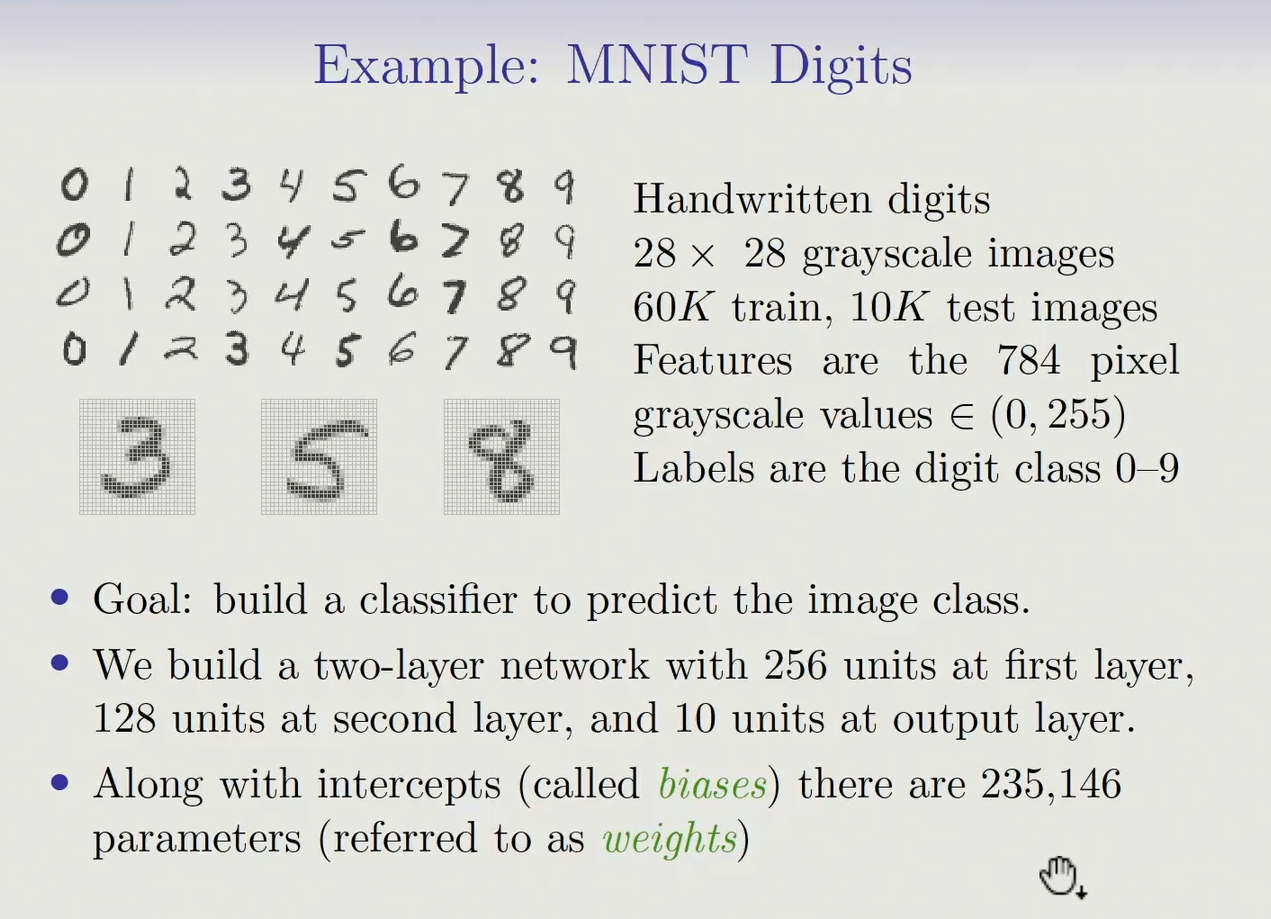 Example: MNIST Digits
0 1 2 3 4 5 6 7 8 9
0 1 2 3 4 5 6 7 8 9
0 1 2 3 4 5 6 7 8 9
0 1 2 3 4 5 6 7 8 9
3 5 8
Handwritten digits
28 × 28 grayscale images
60K train, 10K test images
Features are the 784 pixel
grayscale values ∈ (0, 255)
Labels are the digit class 0–9
• Goal: build a classifier to predict the image class.
• We build a two-layer network with 256 units at first layer,
128 units at second layer, and 10 units at output layer.
• Along with intercepts (called biases) there are 235,146
parameters (referred to as weights)